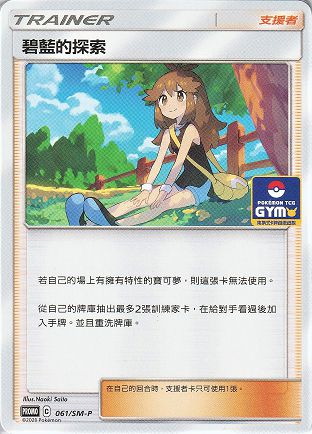 TRAINER
支援者
碧藍的探索
POKÉMON TCG
GYM
若自己的場上有擁有特性的寶可夢，則這張卡無法使用。
從自己的牌庫抽出最多2張訓練家卡，在給對手看過後加
入手牌。並且重洗牌庫。
Illus.Naoki Saito
PROMO C 061/SM-P
©2020 Pokémon
在自己的回合時，支援者卡只可使用1張。